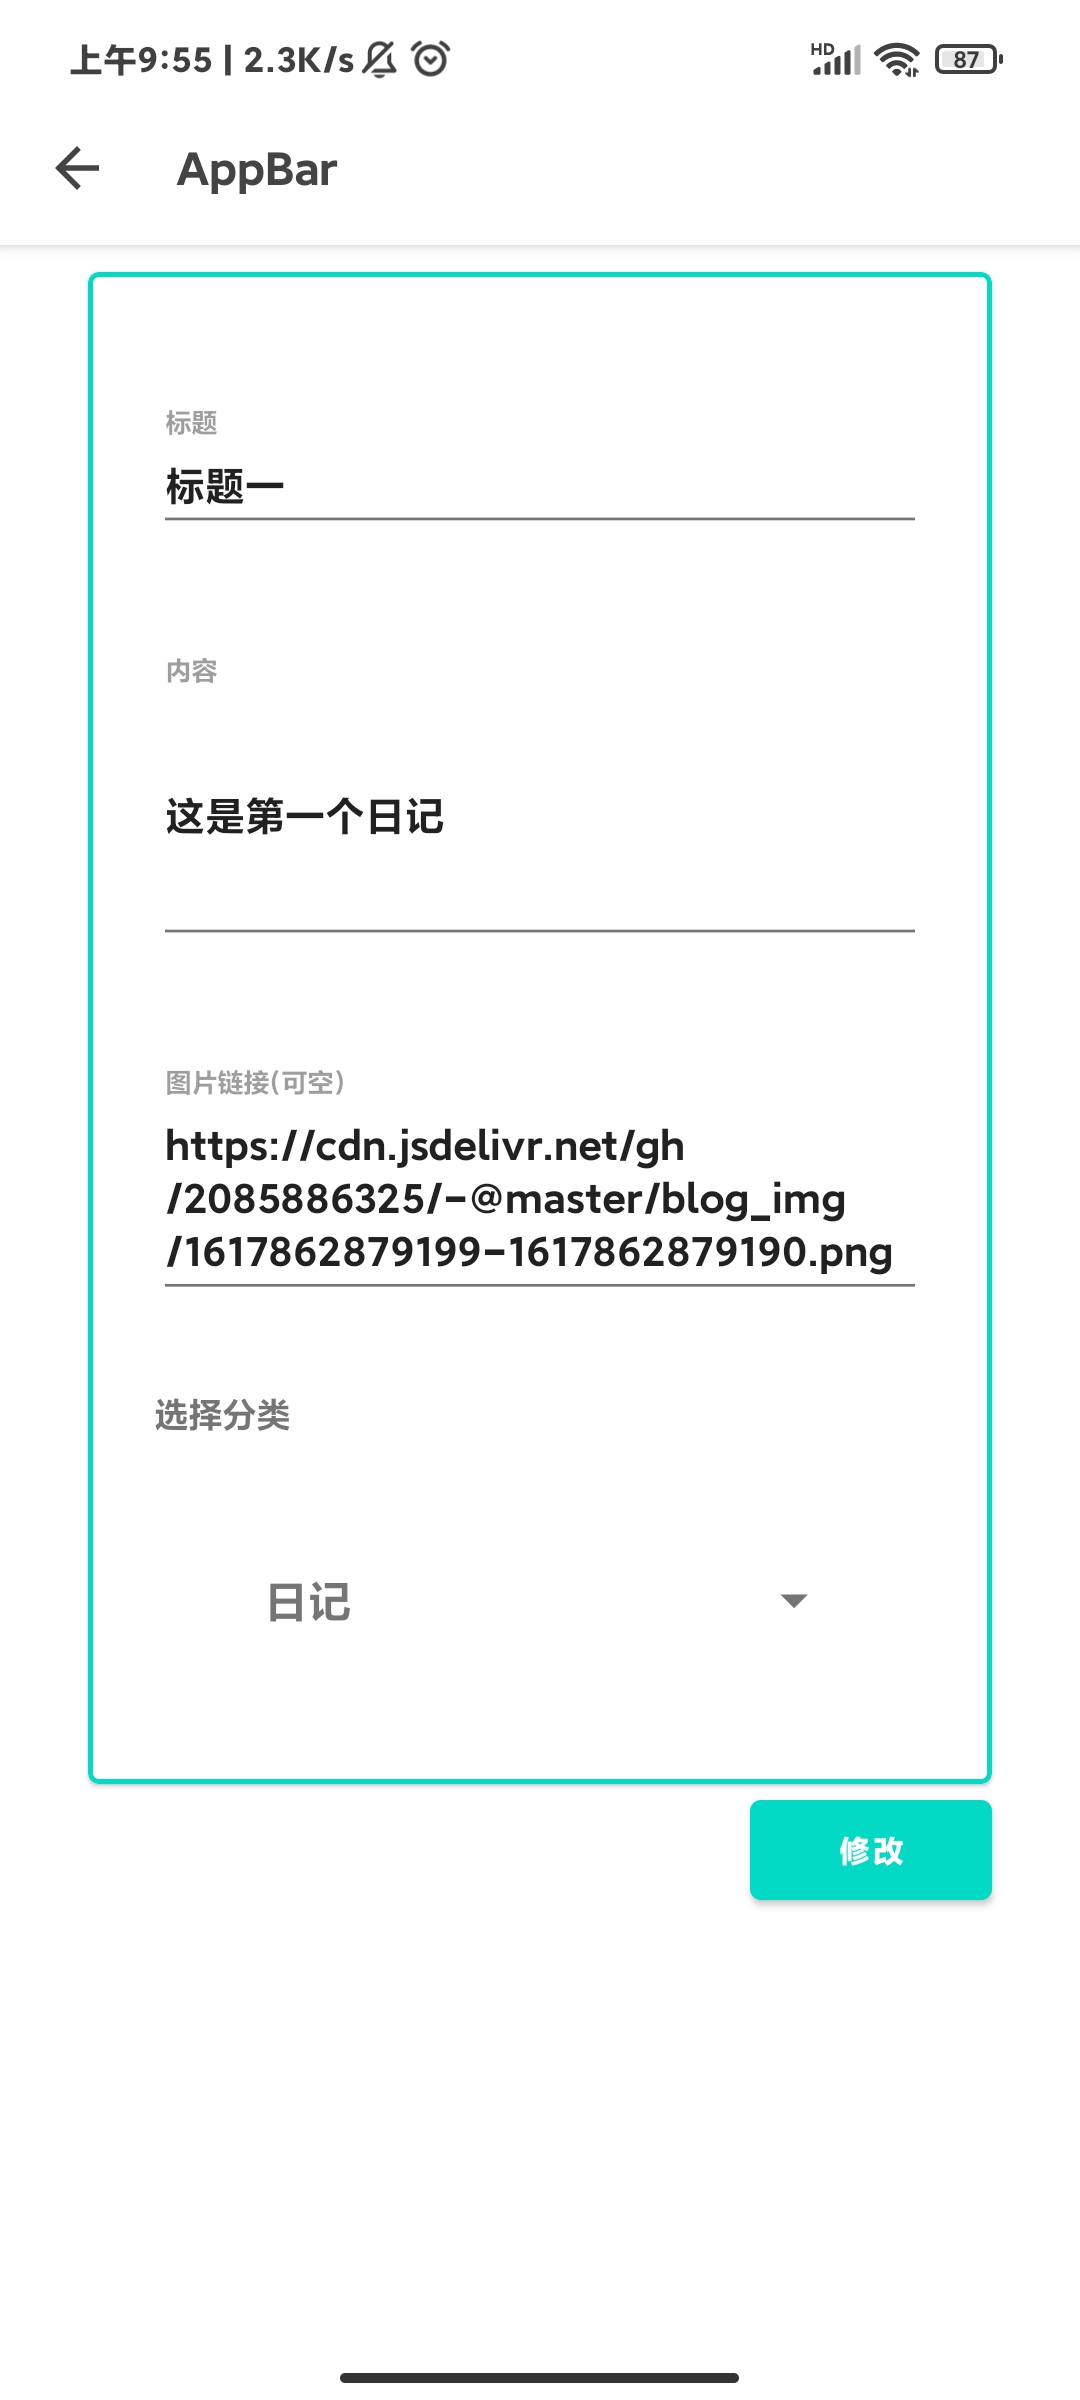 上午9:55 | 2.3K/s
HD
87
AppBar
标题
标题一
内容
这是第一个日记
图片链接(可空)
https://cdn.jsdelivr.net/gh
/2085886325/-@master/blog_img
/1617862879199-1617862879190.png
选择分类
日记
修改